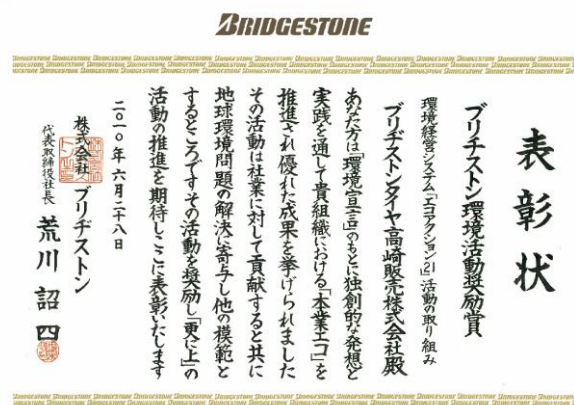 BRIDGESTONE
表彰状
ブリヂストン環境活動奨励賞
環境経営システム「エコアクション21」活動の取り組み
ブリヂストンタイヤ高崎販売株式会社殿
あなた方は「環境宣言」のもとに独創的な発想と
実践を通して貴組織における「本業エコ」を
推進され優れた成果を挙げられました
その活動は社業に対して貢献すると共に
地球環境問題の解決に寄与し他の模範と
するところですその活動を奨励し「更に上」の
活動の推進を期待しここに表彰いたします
二〇一〇年六月二十八日
株式会社ブリヂストン
代表取締役社長 荒川詔四